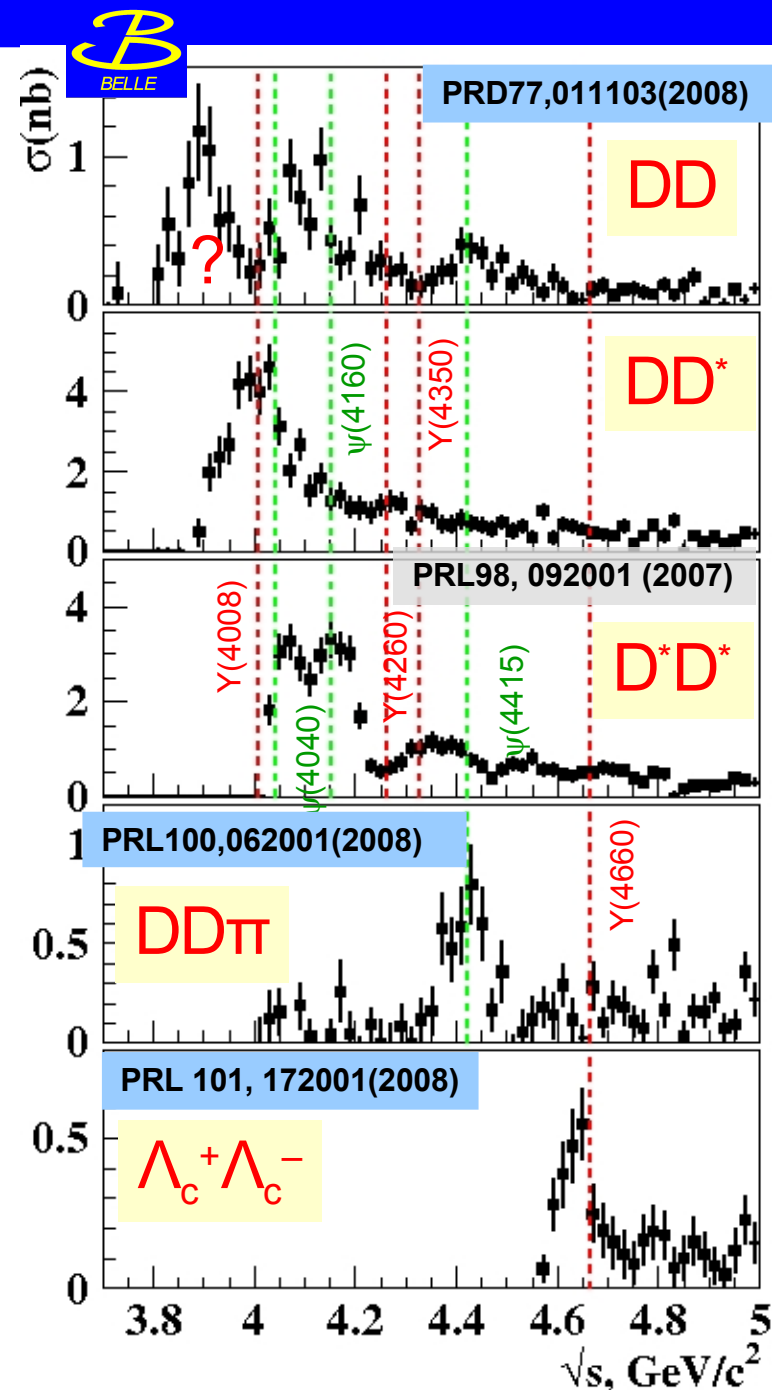 B
BELLE
σ(nb)
PRD77,011103(2008)
DD
1
?
0
ψ(4160)
Y(4350)
DD*
4
2
0
PRL98, 092001 (2007)
Y(4008)
ψ(4040)
Y(4260)
ψ(4415)
D*D*
4
2
0
1
PRL100,062001(2008)
DDπ
Y(4660)
0.5
0
PRL 101, 172001(2008)
0.5
Λc+Λc−
0
3.8 4 4.2 4.4 4.6 4.8 5
√s, GeV/c²